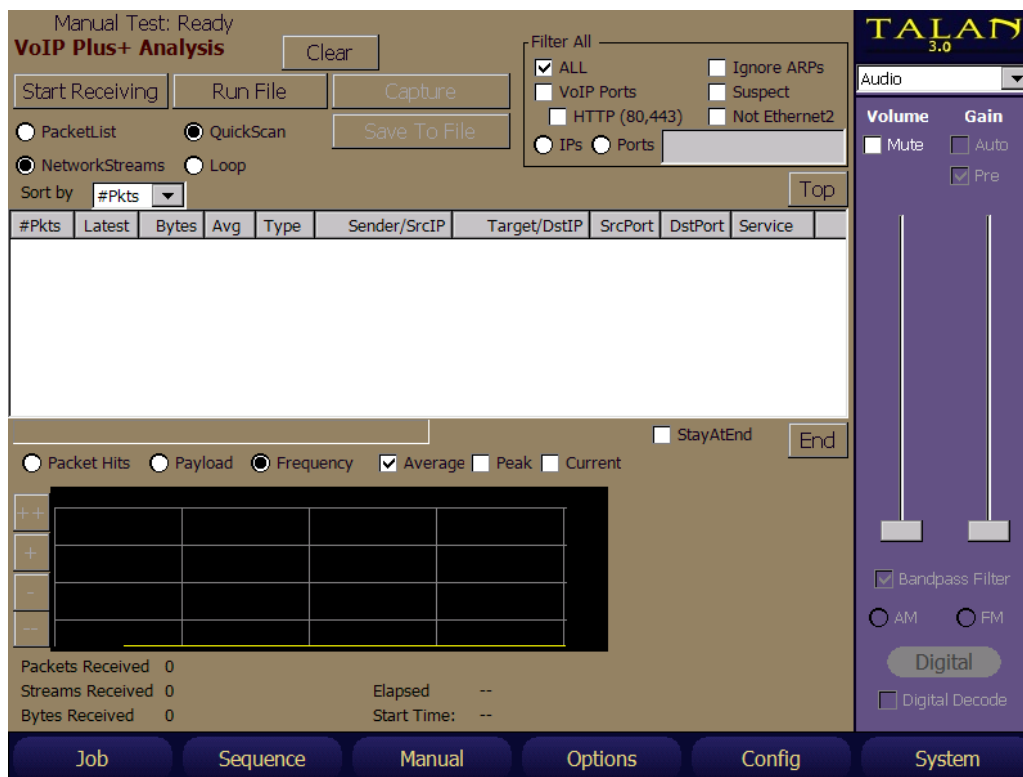 Manual Test: Ready
VoIP Plus+ Analysis
Clear
Start Receiving
Run File
Capture
PacketList
QuickScan
Save To File
NetworkStreams
Loop
Sort by
#Pkts
Filter All
ALL
Ignore ARPs
VoIP Ports
Suspect
HTTP (80,443)
Not Ethernet2
IPs
Ports
Top
#Pkts Latest Bytes Avg Type Sender/SrcIP Target/DstIP SrcPort DstPort Service
StayAtEnd
End
Packet Hits
Payload
Frequency
Average
Peak
Current
++
+
-
--
Packets Received 0
Streams Received 0
Bytes Received 0
Elapsed --
Start Time: --
TALAN
3.0
Audio
Volume
Gain
Mute
Auto
Pre
Bandpass Filter
AM
FM
Digital
Digital Decode
Job
Sequence
Manual
Options
Config
System